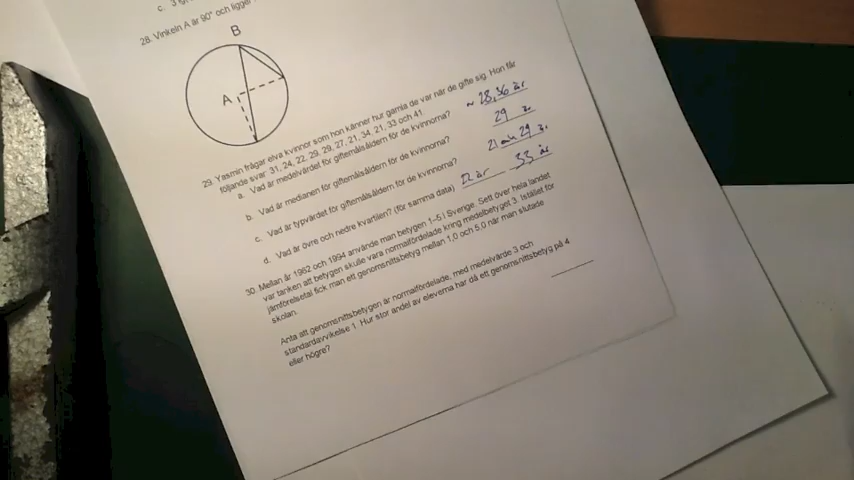 c. 3
28. Vinkeln A är 90° och ligger
B
A
29. Yasmin frågar elva kvinnor som hon känner hur gamla de var när de gifte sig. Hon får
följande svar: 31, 24, 22, 29, 29, 27, 21, 34, 21, 33 och 41.
a. Vad är medelvärdet för giftemålsåldern för de kvinnorna? ~ 28,36 år
b. Vad är medianen för giftemålsåldern för de kvinnorna? 29 år
c. Vad är typvärdet för giftemålsåldern för de kvinnorna? 21 och 29 år
d. Vad är övre och nedre kvartilen? (för samma data) 22 år 33 år
30. Mellan år 1962 och 1994 använde man betygen 1–5 i Sverige. Sett över hela landet
var tanken att betygen skulle vara normalfördelade kring medelbetyget 3. Istället för
jämförelsetal fick man ett genomsnittsbetyg mellan 1,0 och 5,0 när man slutade
skolan.
Anta att genomsnittsbetygen är normalfördelade, med medelvärde 3 och
standardavvikelse 1. Hur stor andel av eleverna har då ett genomsnittsbetyg på 4
eller högre?